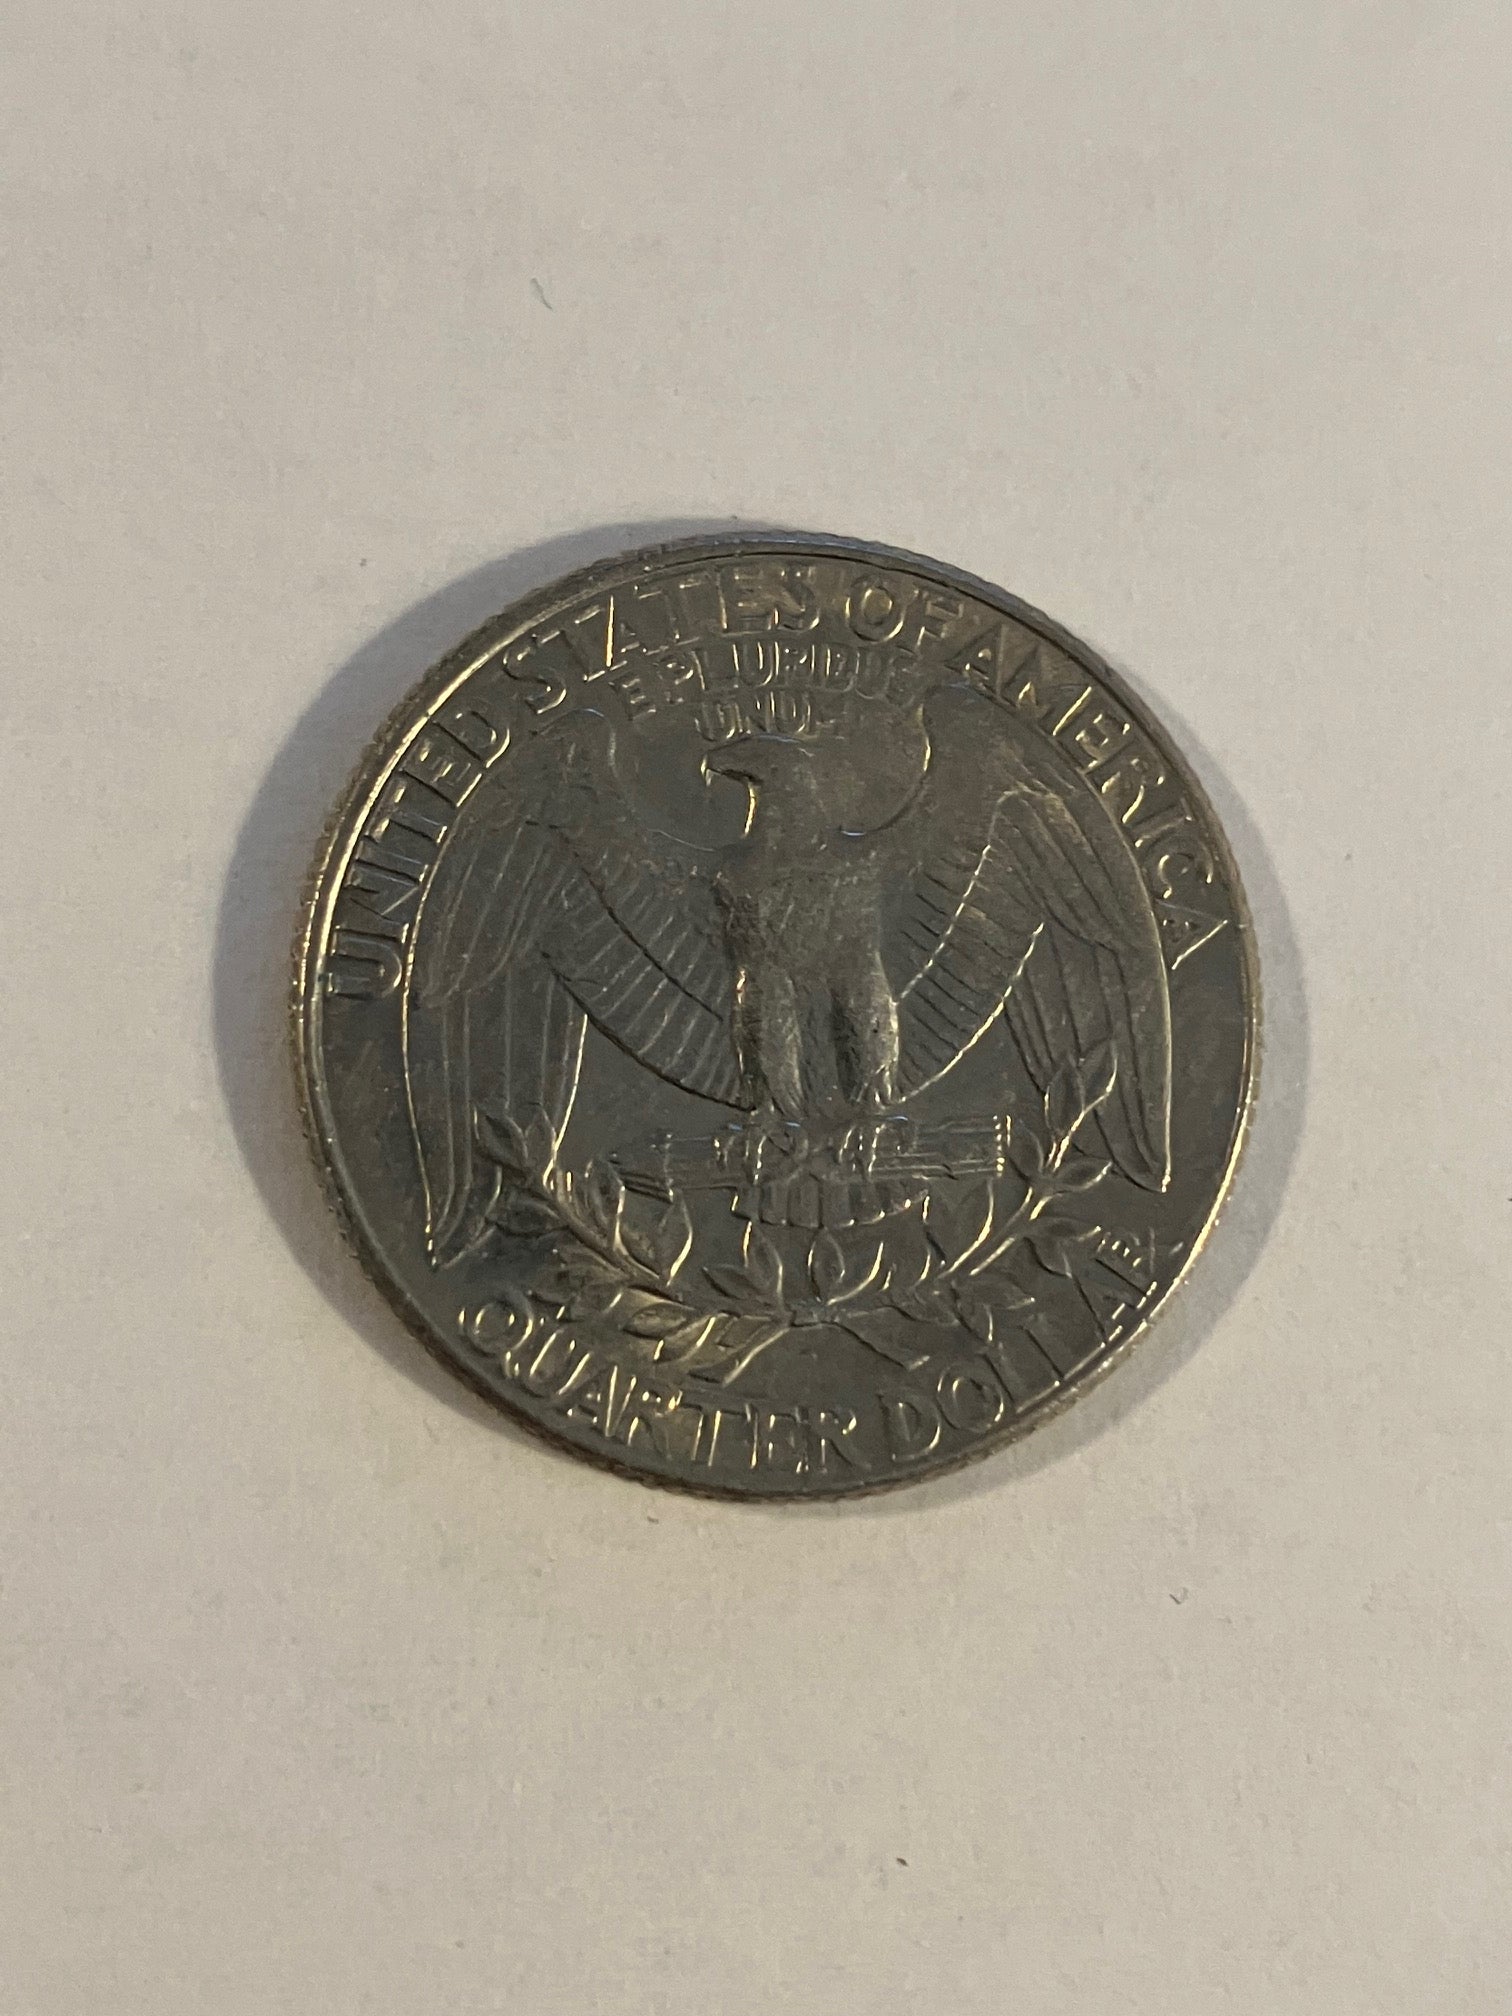 UNITED STATES OF AMERICA
E PLURIBUS
UNUM
QUARTER DOLLAR